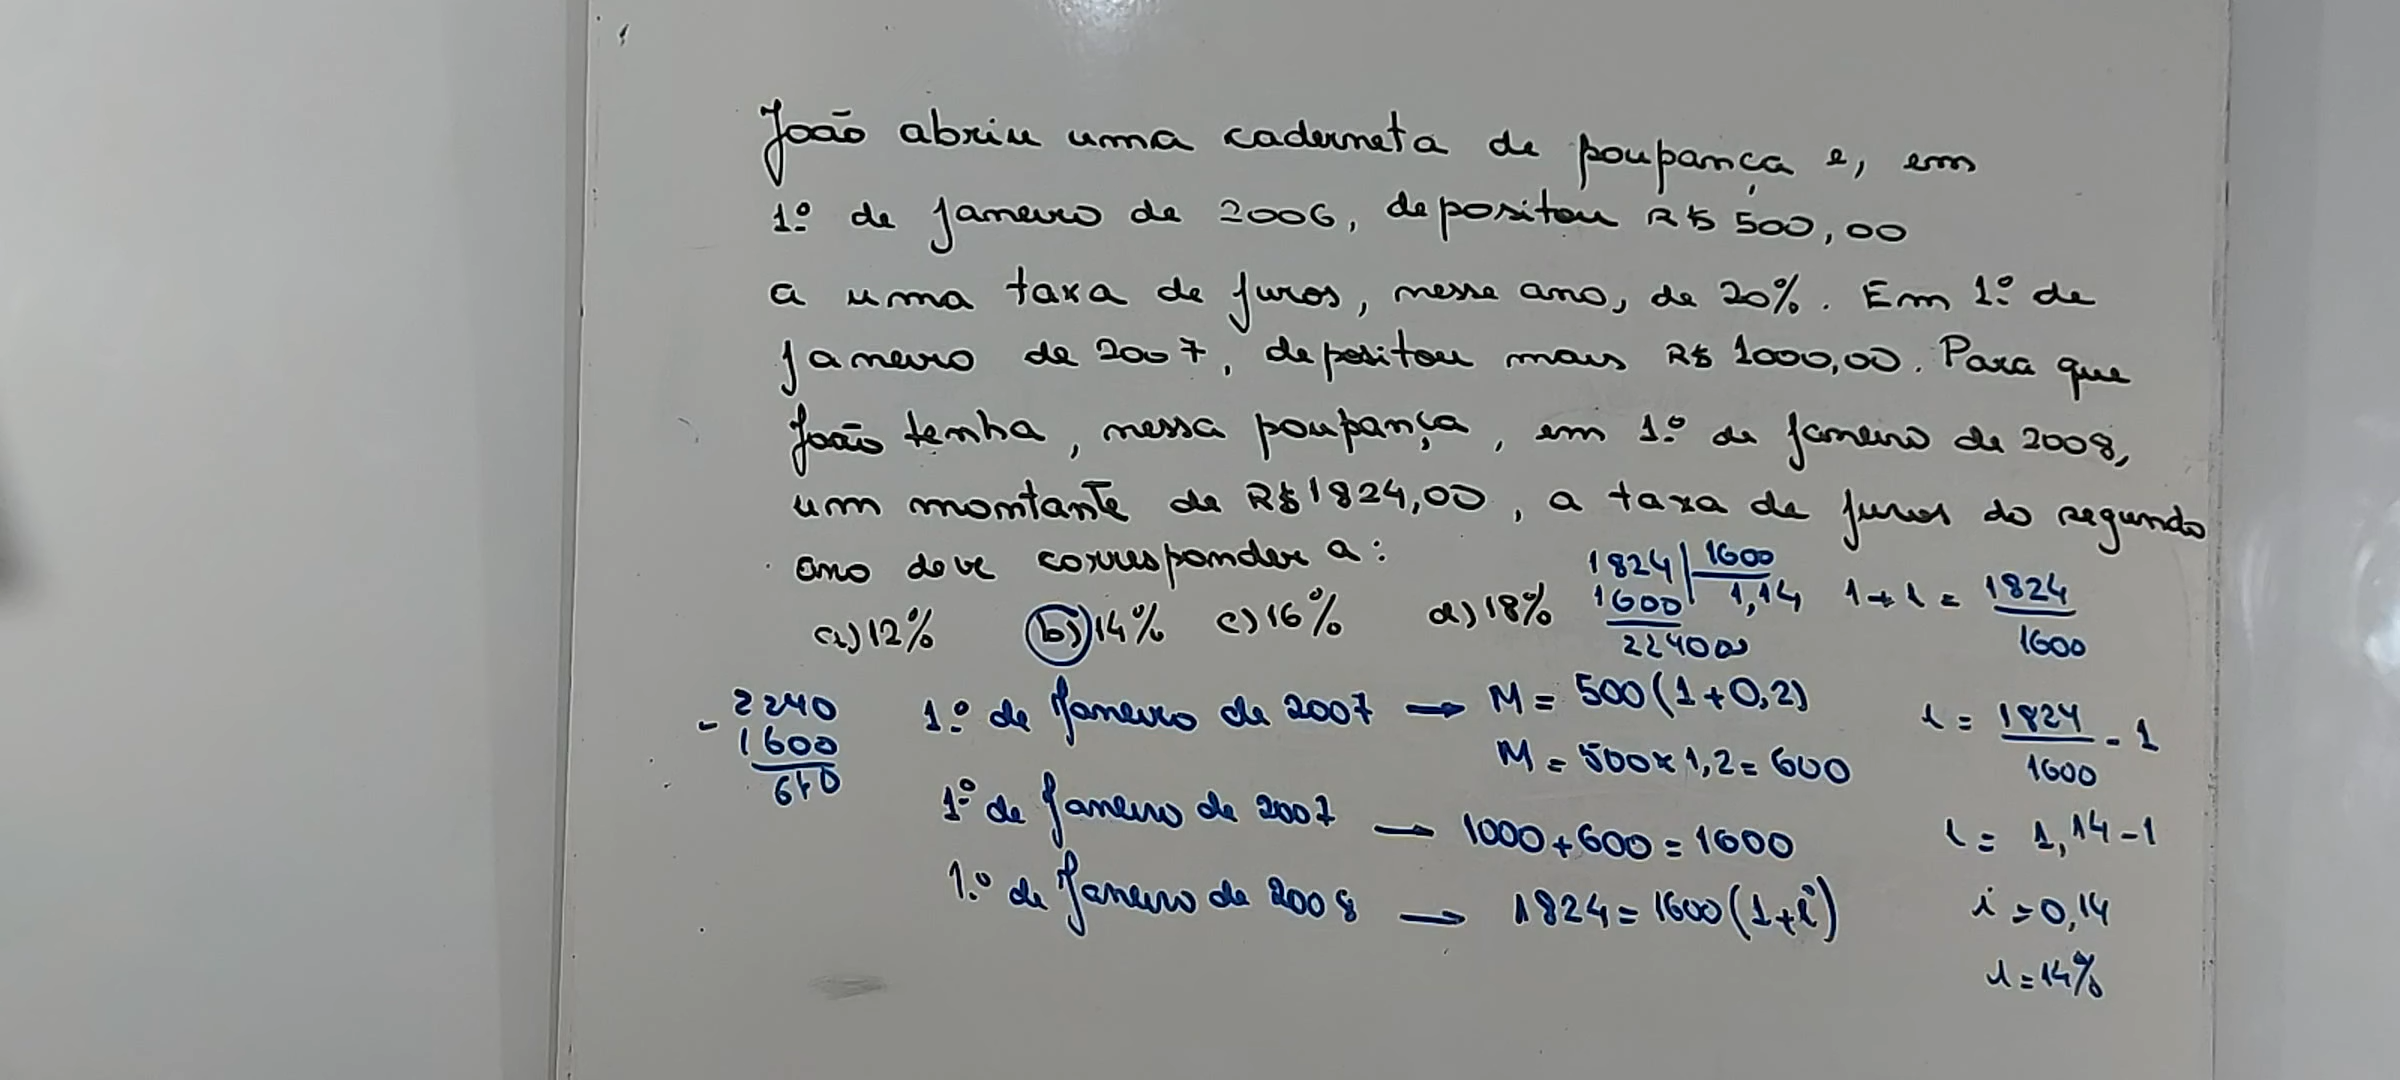 João abriu uma caderneta de poupança e, em
1º de janeiro de 2006, depositou R$ 500,00
a uma taxa de juros, nesse ano, de 20%. Em 1º de
janeiro de 2007, depositou mais R$ 1000,00. Para que
João tenha, nessa poupança, em 1º de janeiro de 2008,
um montante de R$ 1824,00, a taxa de juros do segundo
ano deve corresponder a:
a) 12% b) 14% c) 16% d) 18%
1824 | 1600
1600 1,14
224000
1 + i = 1824
1600
2240
- 1600
640
1º de Janeiro de 2007 → M = 500(1+0,2)
M = 500 x 1,2 = 600
1º de Janeiro de 2007 → 1000 + 600 = 1600
1.º de Janeiro de 2008 → 1824 = 1600(1+i)
i = 1824 - 1
1600
i = 1,14 - 1
i = 0,14
i = 14%